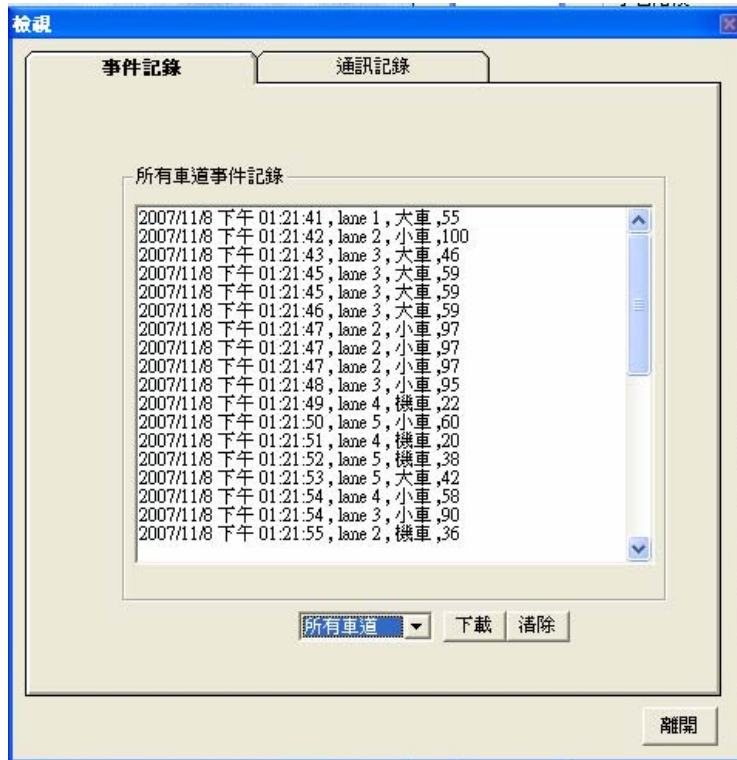 檢視
事件記錄
通訊記錄
所有車道事件記錄
2007/11/8 下午 01:21:41 , lane 1 , 大車 ,55
2007/11/8 下午 01:21:42 , lane 2 , 小車 ,100
2007/11/8 下午 01:21:43 , lane 3 , 大車 ,46
2007/11/8 下午 01:21:45 , lane 3 , 大車 ,59
2007/11/8 下午 01:21:45 , lane 3 , 大車 ,59
2007/11/8 下午 01:21:46 , lane 3 , 大車 ,59
2007/11/8 下午 01:21:47 , lane 2 , 小車 ,97
2007/11/8 下午 01:21:47 , lane 2 , 小車 ,97
2007/11/8 下午 01:21:47 , lane 2 , 小車 ,97
2007/11/8 下午 01:21:48 , lane 3 , 小車 ,95
2007/11/8 下午 01:21:49 , lane 4 , 機車 ,22
2007/11/8 下午 01:21:50 , lane 5 , 小車 ,60
2007/11/8 下午 01:21:51 , lane 4 , 機車 ,20
2007/11/8 下午 01:21:52 , lane 5 , 機車 ,38
2007/11/8 下午 01:21:53 , lane 5 , 大車 ,42
2007/11/8 下午 01:21:54 , lane 4 , 小車 ,58
2007/11/8 下午 01:21:54 , lane 3 , 小車 ,90
2007/11/8 下午 01:21:55 , lane 2 , 機車 ,36
所有車道
下載
清除
離開